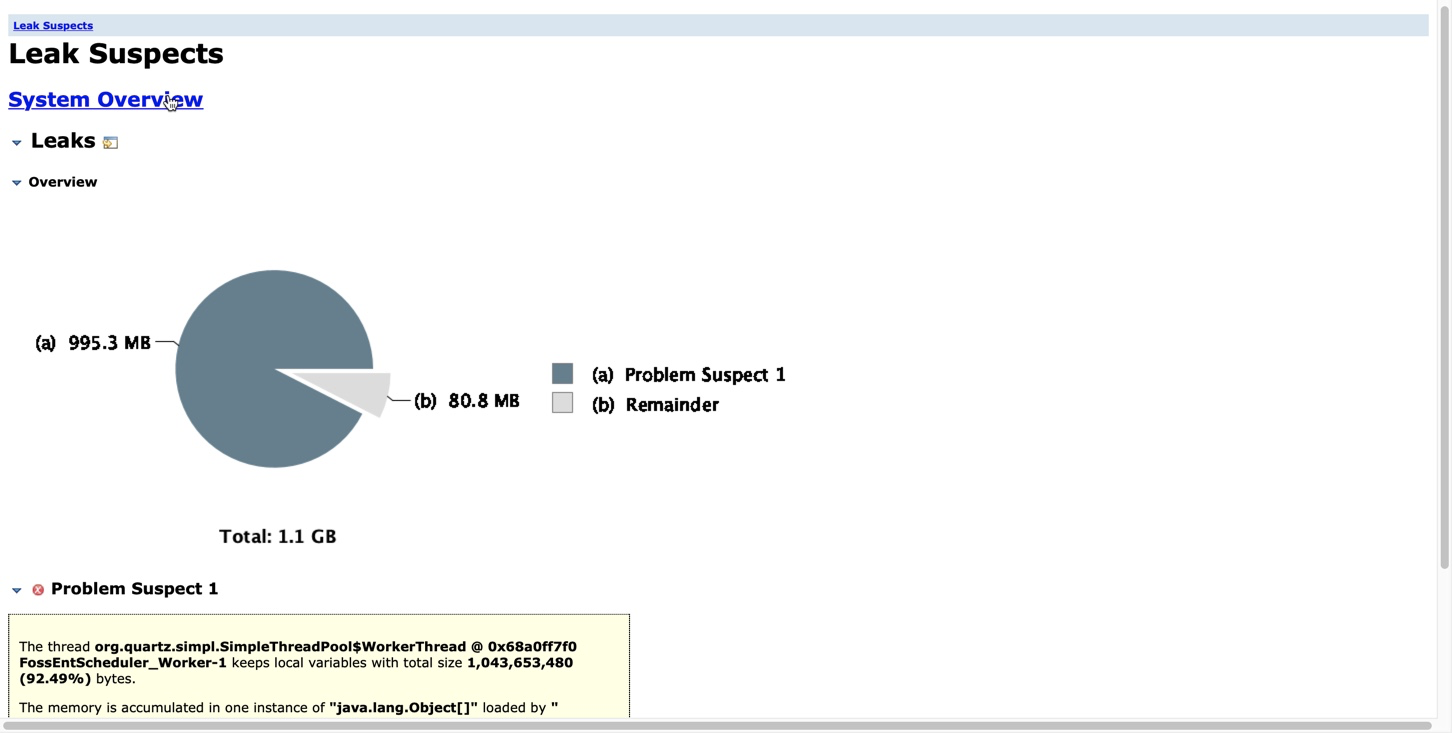 Leak Suspects
Leak Suspects
System Overview
Leaks
Overview
(a) 995.3 MB
(b) 80.8 MB
(a) Problem Suspect 1
(b) Remainder
Total: 1.1 GB
Problem Suspect 1
The thread org.quartz.simpl.SimpleThreadPool$WorkerThread @ 0x68a0ff7f0
FossEntScheduler_Worker-1 keeps local variables with total size 1,043,653,480
(92.49%) bytes.
The memory is accumulated in one instance of "java.lang.Object[]" loaded by "